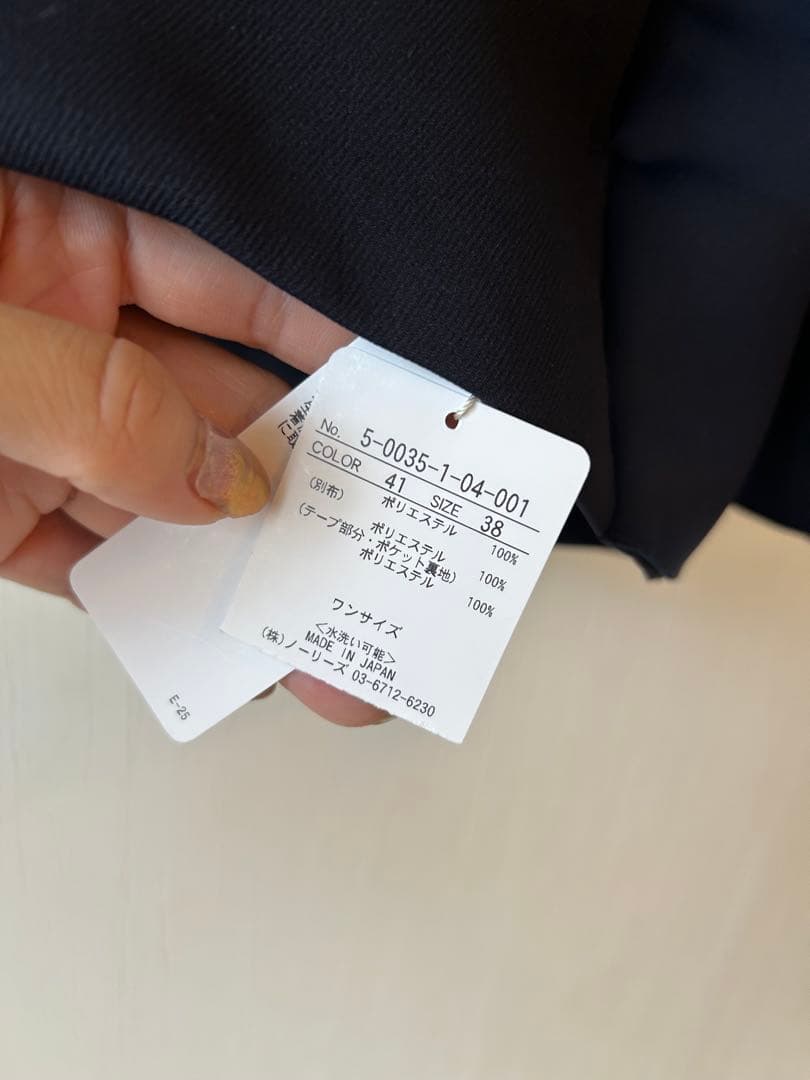 No. 5-0035-1-04-001
COLOR 41 SIZE 38
ポリエステル 100%
(別布)
ポリエステル 100%
(テープ部分・ポケット裏地)
ポリエステル 100%
ワンサイズ
<水洗い可能>
MADE IN JAPAN
(株)ノーリーズ 03-6712-6230
E-25